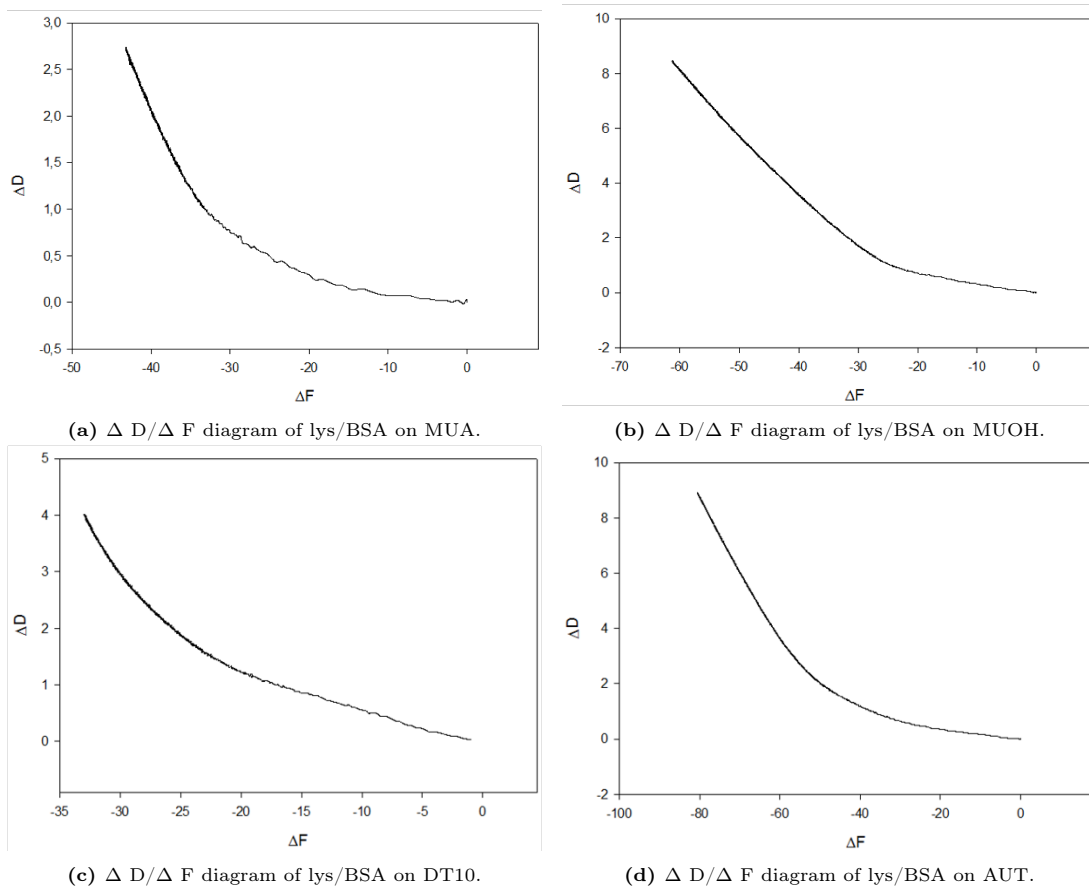 3,0
2,5
2,0
1,5
1,0
0,5
0,0
-0,5
ΔD
-50 -40 -30 -20 -10 0
ΔF
(a) Δ D/Δ F diagram of lys/BSA on MUA.
10
8
6
4
2
0
-2
ΔD
-70 -60 -50 -40 -30 -20 -10 0
ΔF
(b) Δ D/Δ F diagram of lys/BSA on MUOH.
5
4
3
2
1
0
ΔD
-35 -30 -25 -20 -15 -10 -5 0
ΔF
(c) Δ D/Δ F diagram of lys/BSA on DT10.
10
8
6
4
2
0
-2
ΔD
-100 -80 -60 -40 -20 0
ΔF
(d) Δ D/Δ F diagram of lys/BSA on AUT.